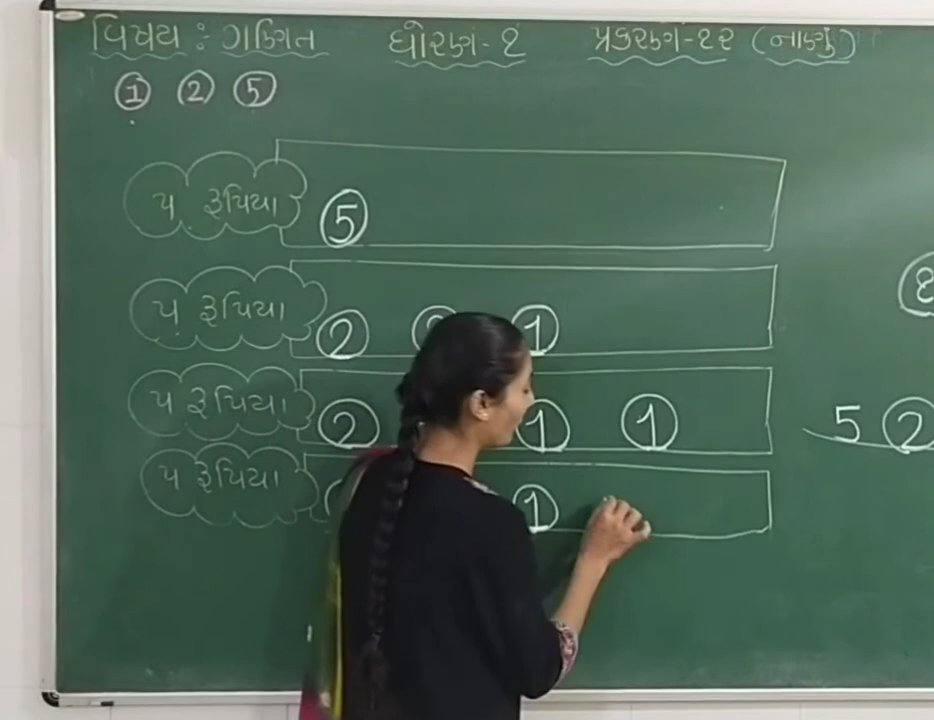 વિષય : ગણિત ધોરણ-૧ પ્રકરણ-૧૨ (નાણું)
1 2 5
૫ રૂપિયા 5
૫ રૂપિયા 2 1
૫ રૂપિયા 2 1 1 5 2
૫ રૂપિયા 1